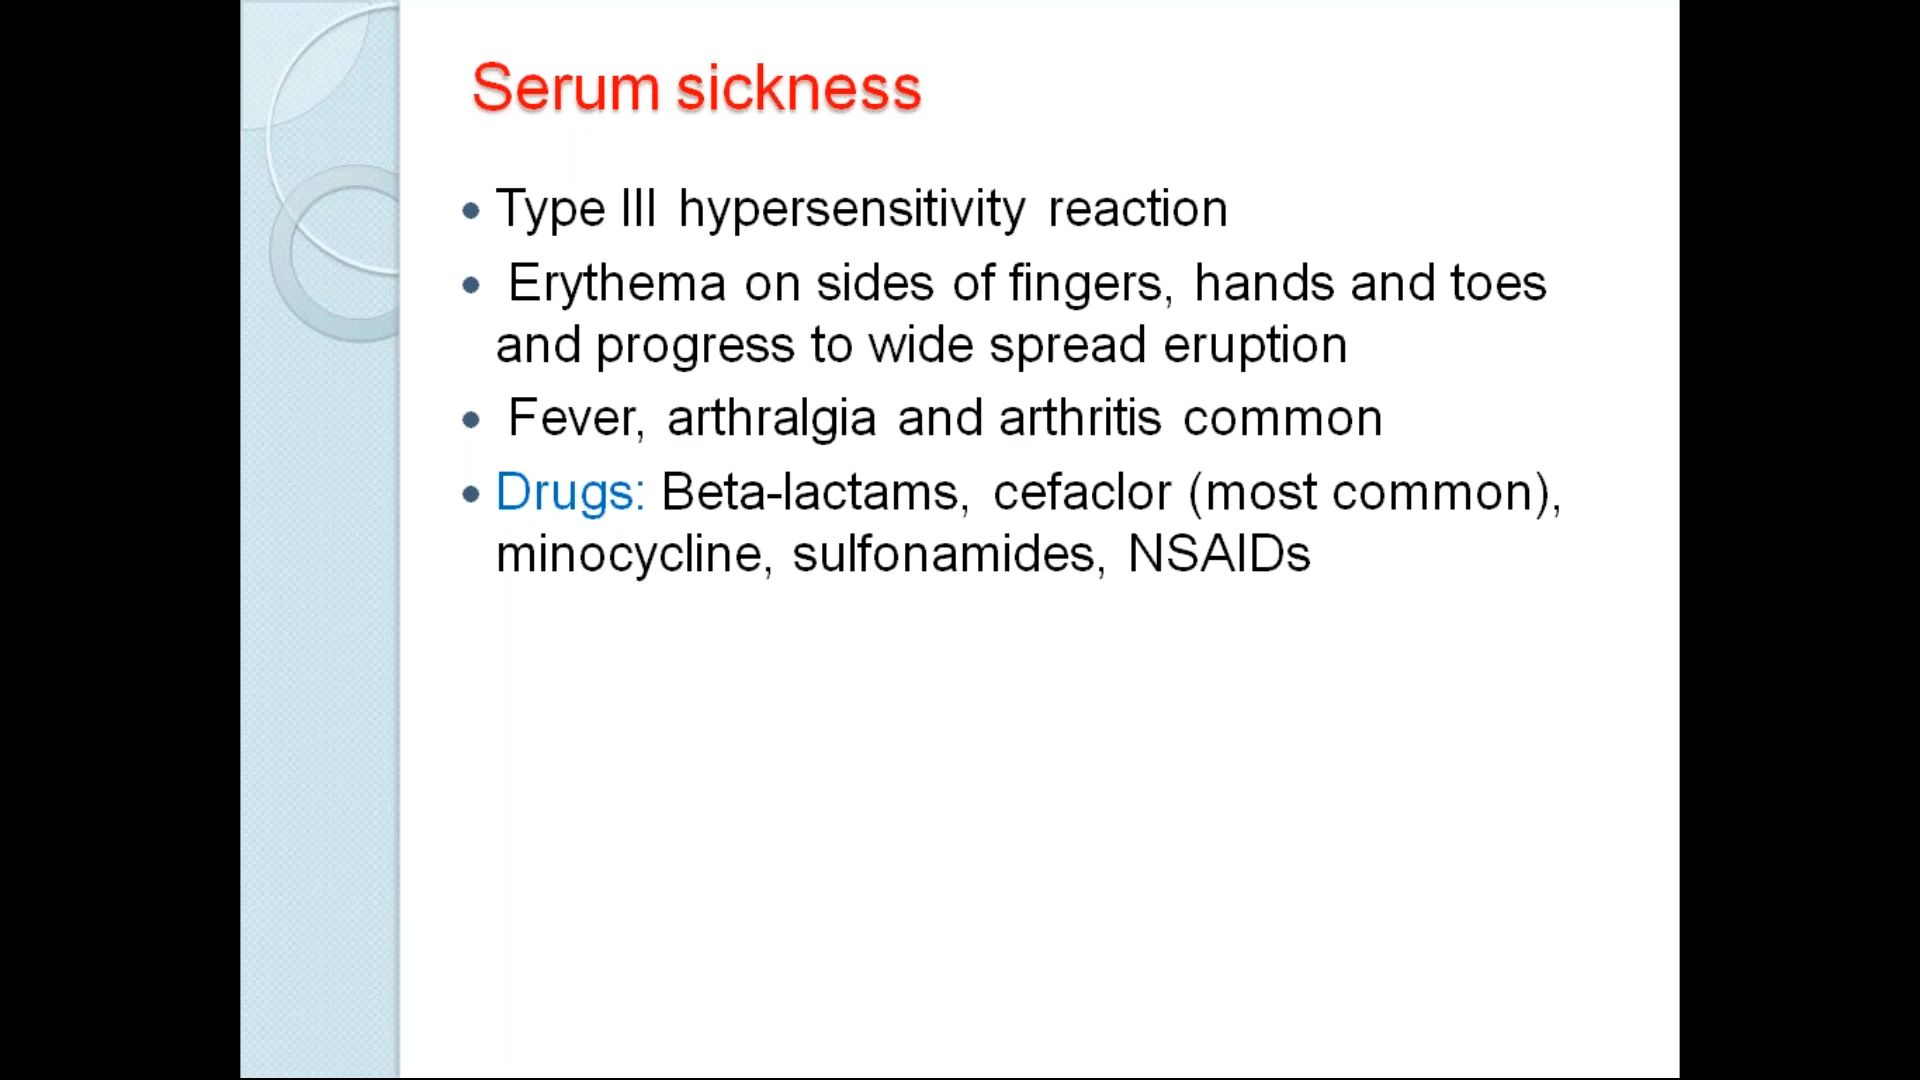 Serum sickness
• Type III hypersensitivity reaction
• Erythema on sides of fingers, hands and toes
and progress to wide spread eruption
• Fever, arthralgia and arthritis common
• Drugs: Beta-lactams, cefaclor (most common),
minocycline, sulfonamides, NSAIDs